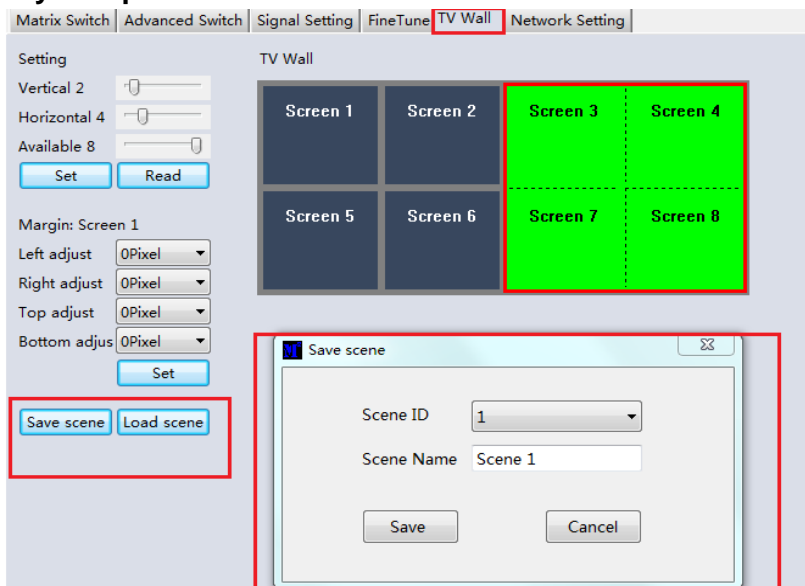 Matrix Switch Advanced Switch Signal Setting FineTune TV Wall Network Setting
Setting
TV Wall
Vertical 2
Horizontal 4
Available 8
Set Read
Screen 1 Screen 2 Screen 3 Screen 4
Screen 5 Screen 6 Screen 7 Screen 8
Margin: Screen 1
Left adjust 0Pixel
Right adjust 0Pixel
Top adjust 0Pixel
Bottom adjus 0Pixel
Set
Save scene Load scene
Save scene
Scene ID 1
Scene Name Scene 1
Save Cancel